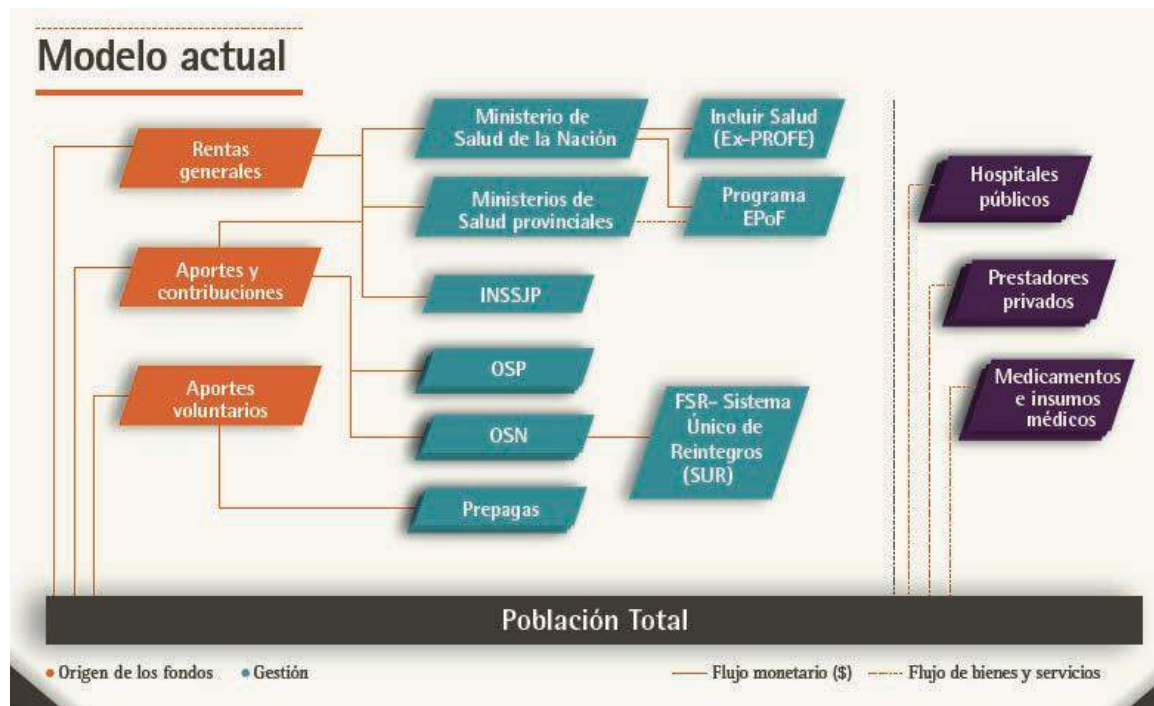 Modelo actual
Rentas
generales
Aportes y
contribuciones
Aportes
voluntarios
Ministerio de
Salud de la Nación
Ministerios de
Salud provinciales
INSSJP
OSP
OSN
Prepagas
Incluir Salud
(Ex-PROFE)
Programa
EPoF
FSR- Sistema
Único de
Reintegros
(SUR)
Hospitales
públicos
Prestadores
privados
Medicamentos
e insumos
médicos
Población Total
Origen de los fondos
Gestión
Flujo monetario ($)
Flujo de bienes y servicios